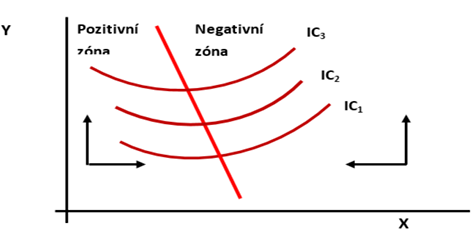 Y
Pozitivní
zóna
Negativní
zóna
IC3
IC2
IC1
X